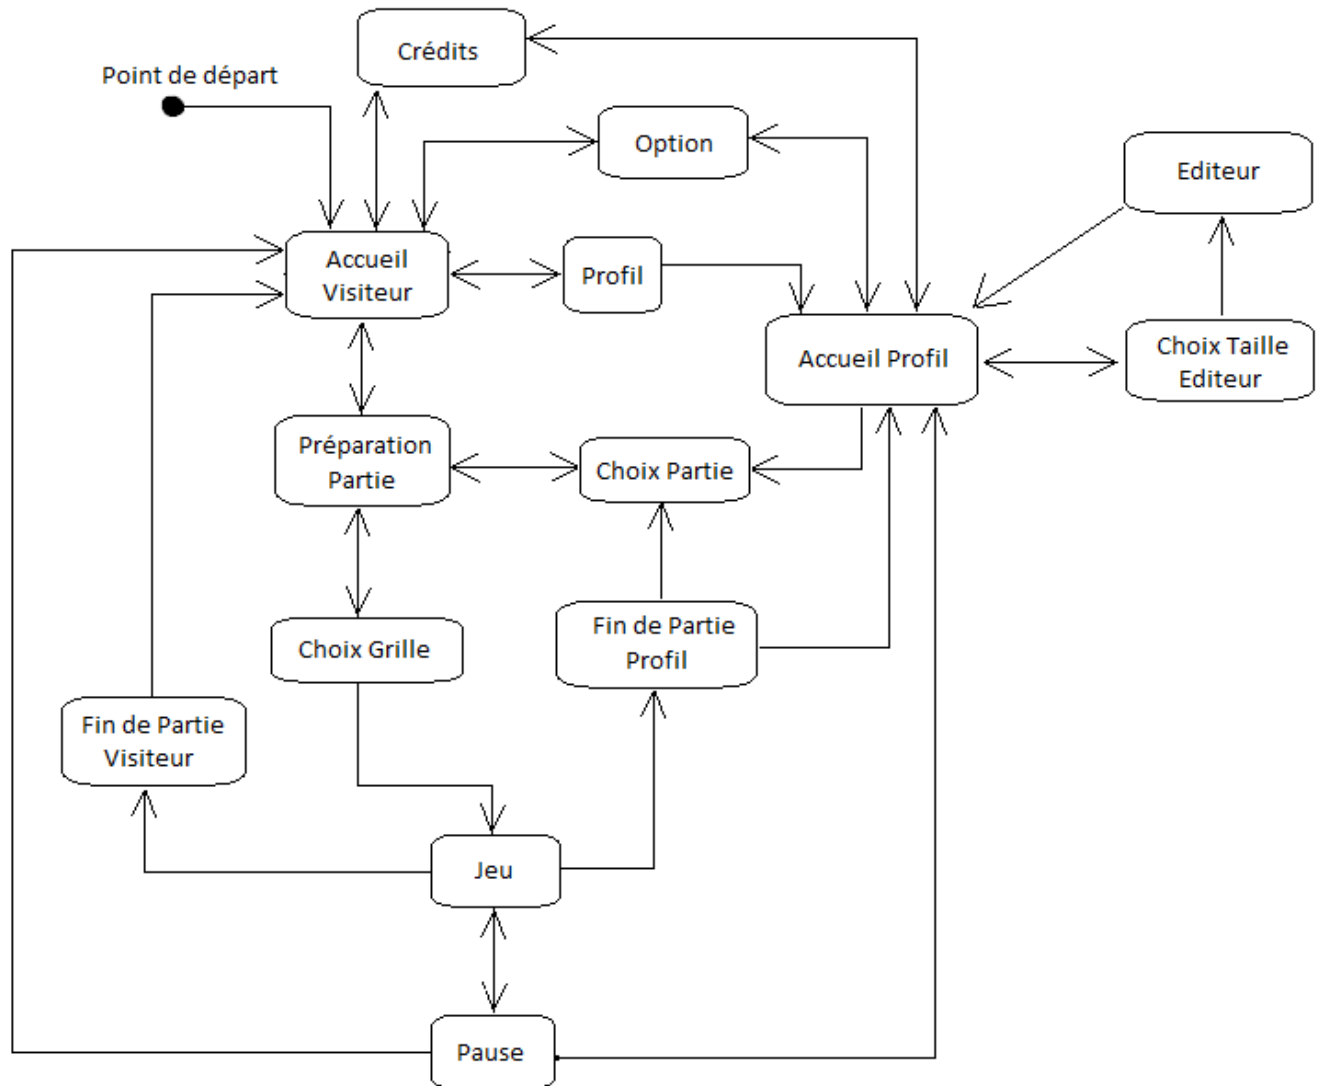 Crédits
Point de départ
Option
Editeur
Accueil
Visiteur
Profil
Accueil Profil
Choix Taille
Editeur
Préparation
Partie
Choix Partie
Choix Grille
Fin de Partie
Profil
Fin de Partie
Visiteur
Jeu
Pause